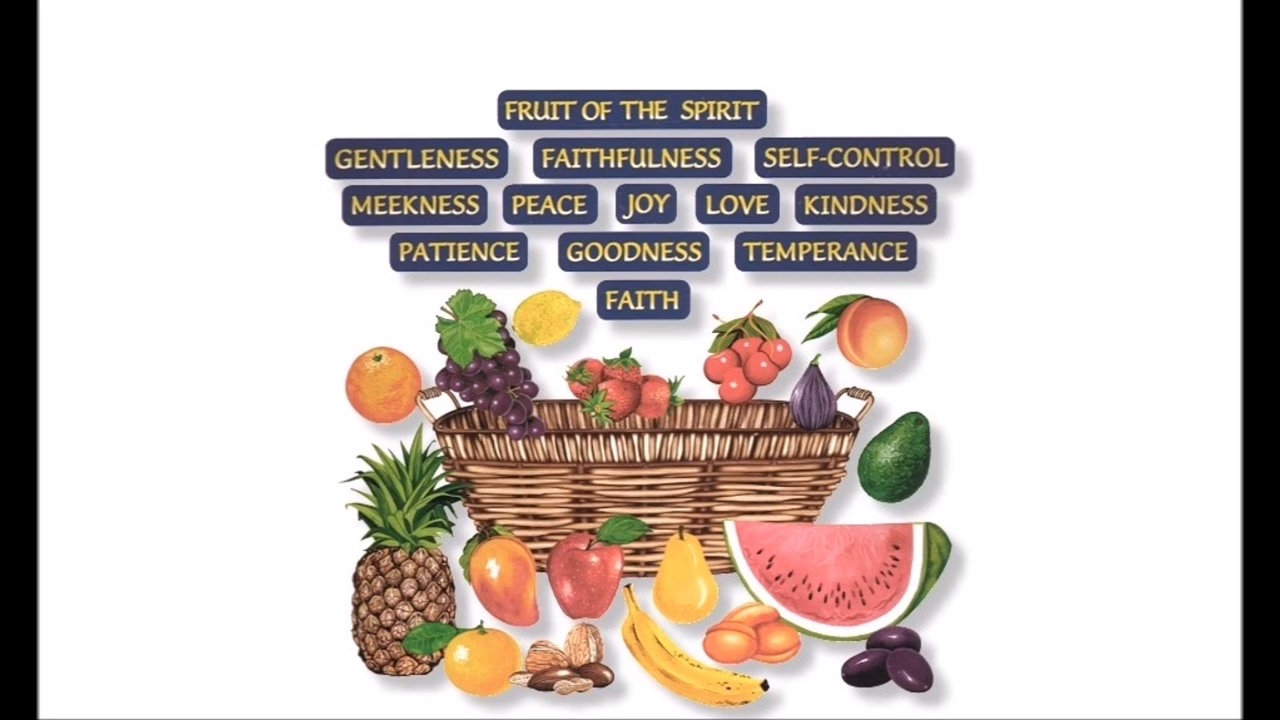 FRUIT OF THE SPIRIT
GENTLENESS FAITHFULNESS SELF-CONTROL
MEEKNESS PEACE JOY LOVE KINDNESS
PATIENCE GOODNESS TEMPERANCE
FAITH